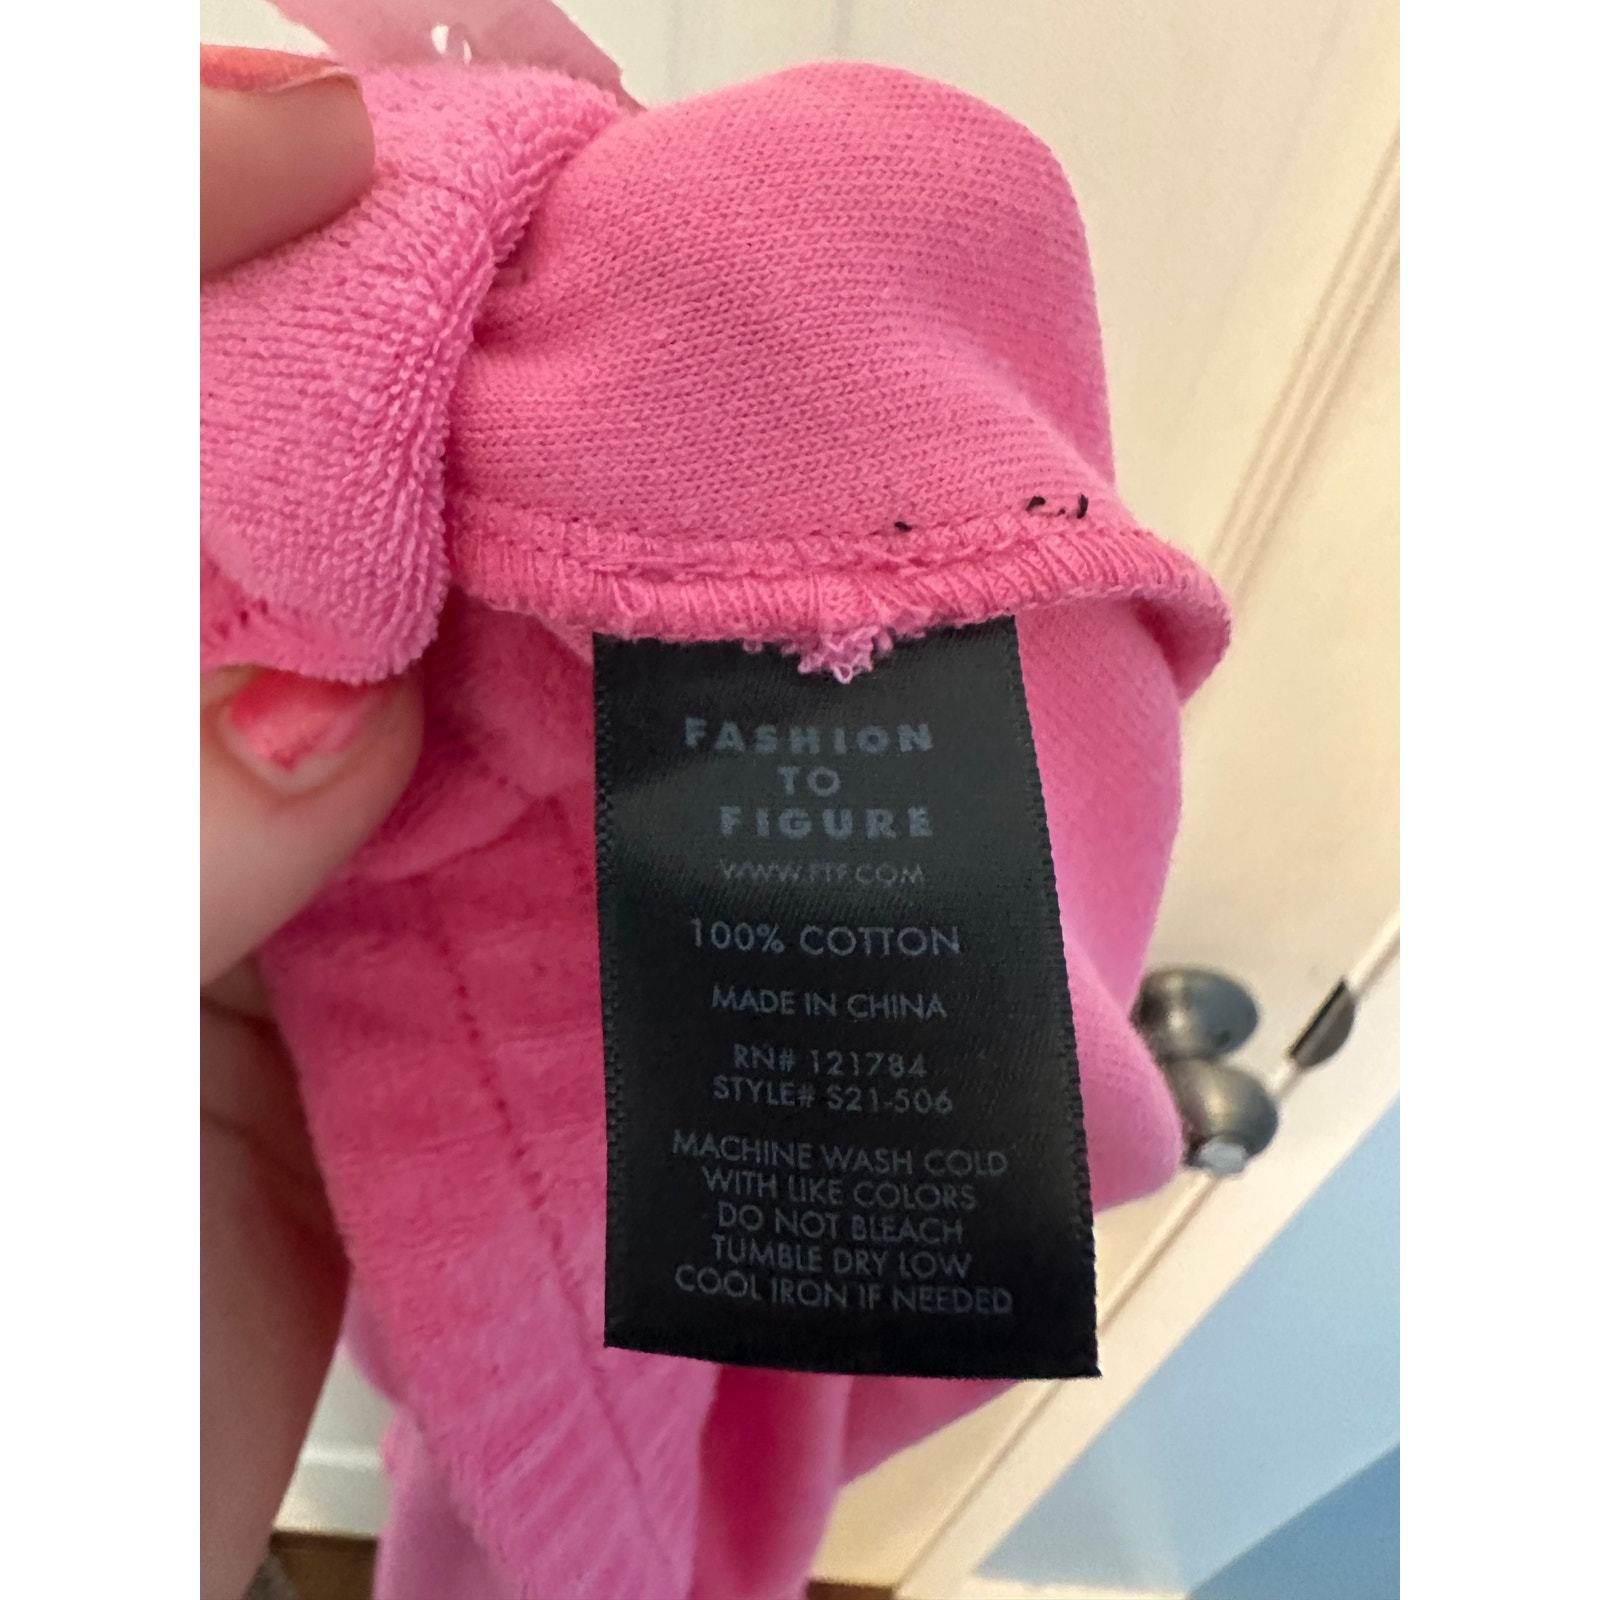 FASHION
TO
FIGURE
WWW.FTF.COM
100% COTTON
MADE IN CHINA
RN# 121784
STYLE# S21-506
MACHINE WASH COLD
WITH LIKE COLORS
DO NOT BLEACH
TUMBLE DRY LOW
COOL IRON IF NEEDED